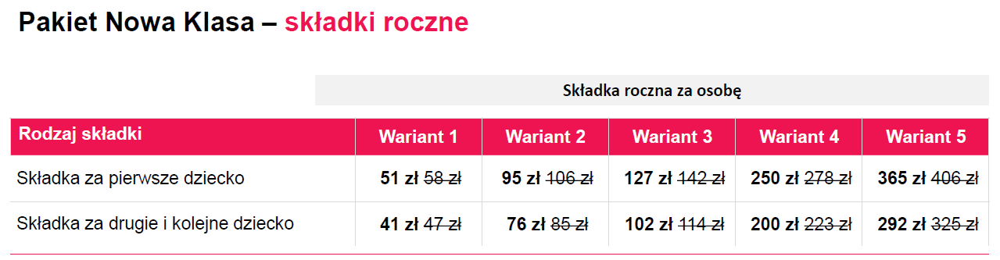 Pakiet Nowa Klasa – składki roczne
Składka roczna za osobę
Rodzaj składki Wariant 1 Wariant 2 Wariant 3 Wariant 4 Wariant 5
Składka za pierwsze dziecko 51 zł 58 zł 95 zł 106 zł 127 zł 142 zł 250 zł 278 zł 365 zł 406 zł
Składka za drugie i kolejne dziecko 41 zł 47 zł 76 zł 85 zł 102 zł 114 zł 200 zł 223 zł 292 zł 325 zł